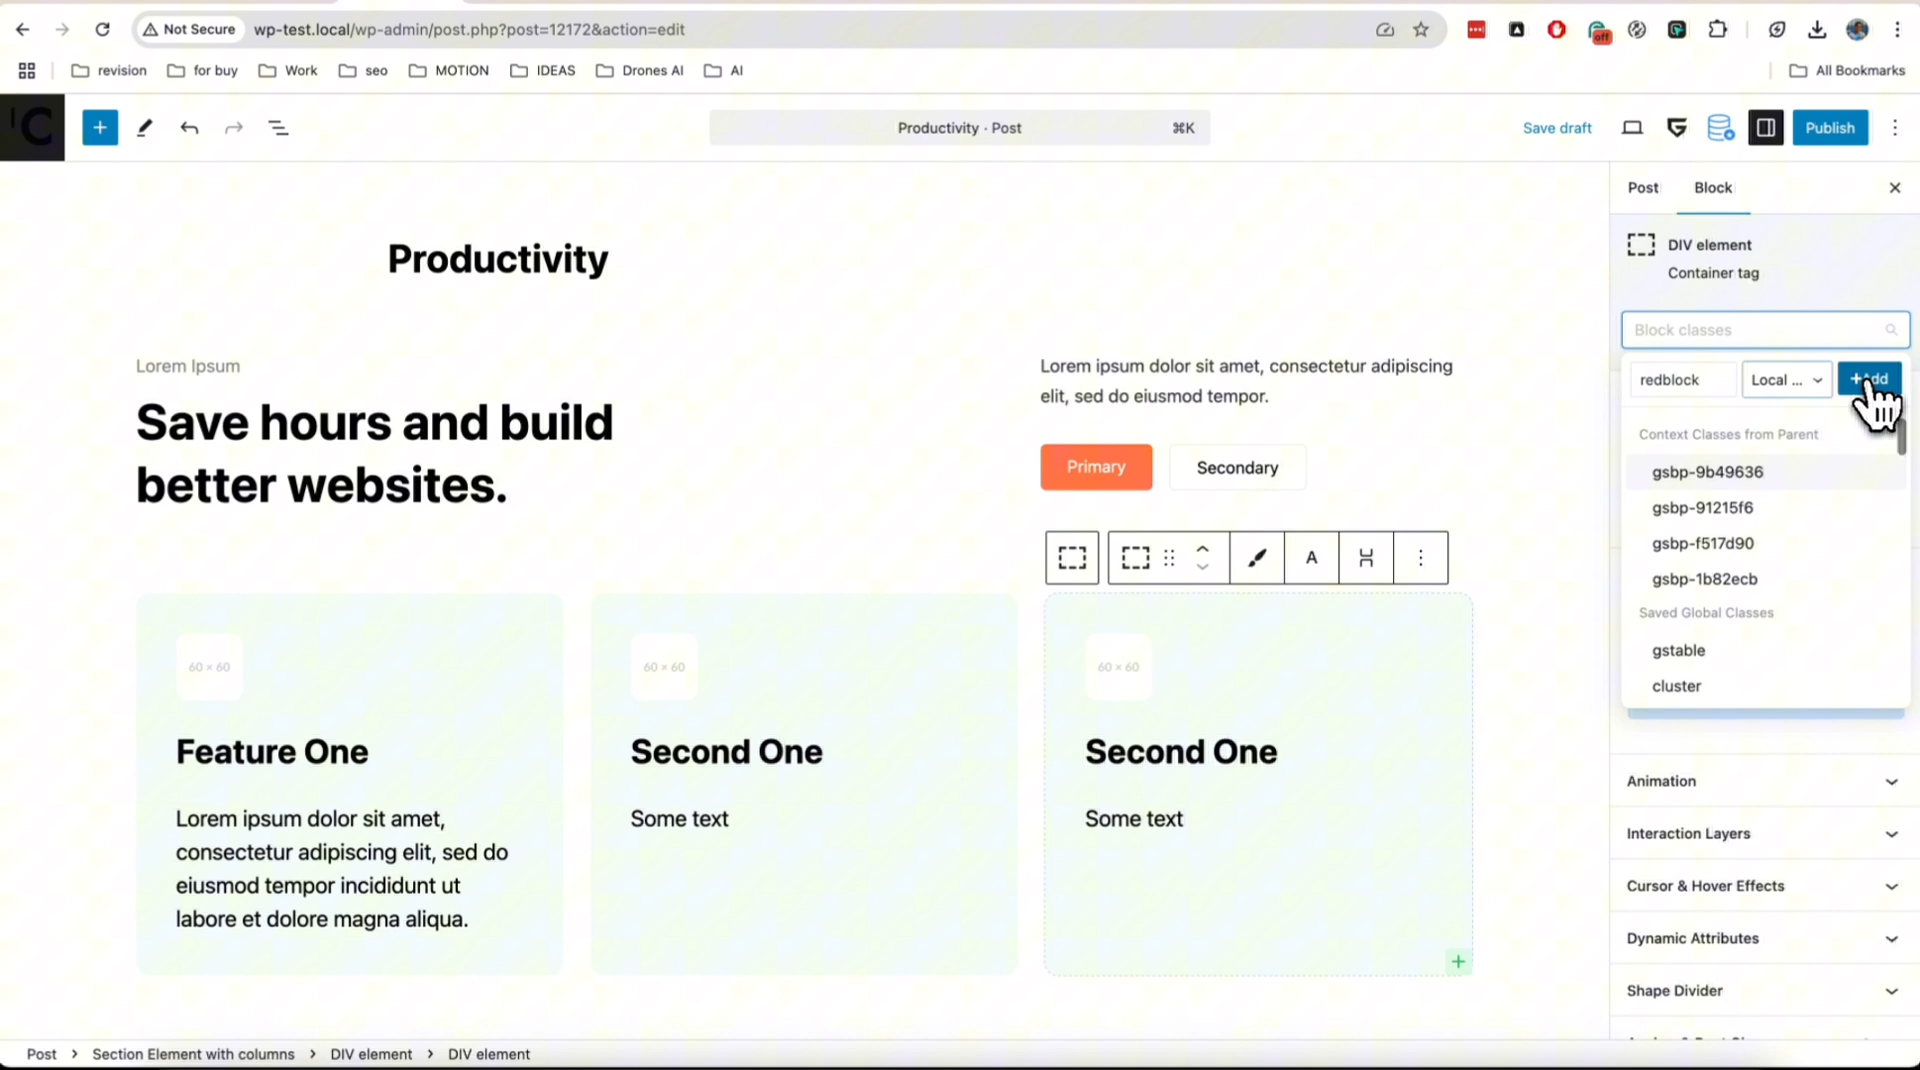 Not Secure
wp-test.local/wp-admin/post.php?post=12172&action=edit
off
revision
for buy
Work
seo
MOTION
IDEAS
Drones AI
AI
All Bookmarks
C
Productivity · Post
⌘K
Save draft
Publish
Post
Block
DIV element
Container tag
Block classes
redblock
Local ...
+Add
Context Classes from Parent
gsbp-9b49636
gsbp-91215f6
gsbp-f517d90
gsbp-1b82ecb
Saved Global Classes
gstable
cluster
Animation
Interaction Layers
Cursor & Hover Effects
Dynamic Attributes
Shape Divider
Productivity
Lorem Ipsum
Save hours and build
better websites.
Lorem ipsum dolor sit amet, consectetur adipiscing
elit, sed do eiusmod tempor.
Primary
Secondary
A
60 × 60
Feature One
Lorem ipsum dolor sit amet,
consectetur adipiscing elit, sed do
eiusmod tempor incididunt ut
labore et dolore magna aliqua.
60 × 60
Second One
Some text
60 × 60
Second One
Some text
Post > Section Element with columns > DIV element > DIV element